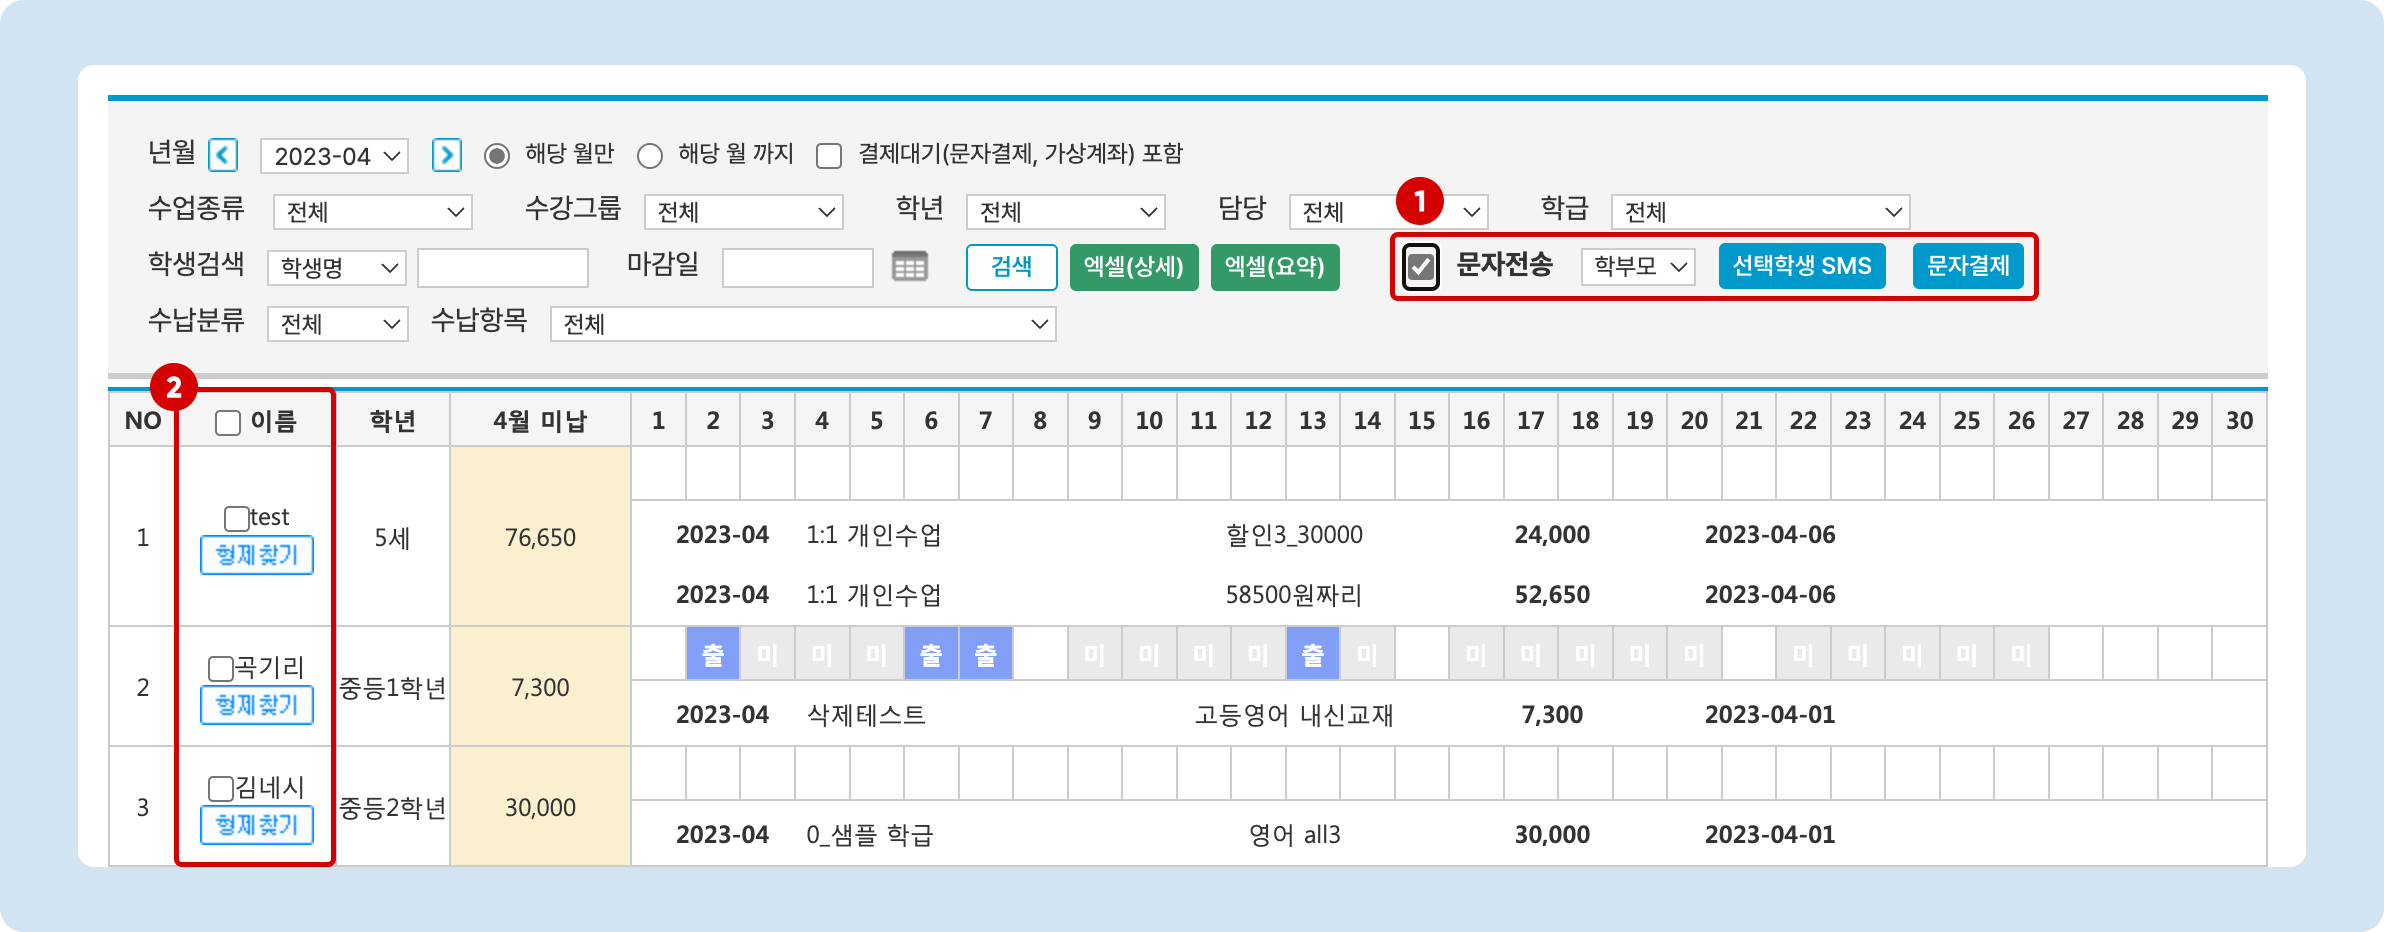 년월 2023-04 해당 월만 해당 월 까지 결제대기(문자결제, 가상계좌) 포함
수업종류 전체 수강그룹 전체 학년 전체 담당 전체 학급 전체
1
학생검색 학생명 마감일 검색 엑셀(상세) 엑셀(요약) 문자전송 학부모 선택학생 SMS 문자결제
수납분류 전체 수납항목 전체
2
NO 이름 학년 4월 미납 1 2 3 4 5 6 7 8 9 10 11 12 13 14 15 16 17 18 19 20 21 22 23 24 25 26 27 28 29 30
1 test 형제찾기 5세 76,650
2023-04 1:1 개인수업 할인3_30000 24,000 2023-04-06
2023-04 1:1 개인수업 58500원짜리 52,650 2023-04-06
2 곡기리 형제찾기 중등1학년 7,300
출 미 미 미 출 출 미 미 미 미 출 미 미 미 미 미 미 미 미 미 미 미
2023-04 삭제테스트 고등영어 내신교재 7,300 2023-04-01
3 김네시 형제찾기 중등2학년 30,000
2023-04 0_샘플 학급 영어 all3 30,000 2023-04-01